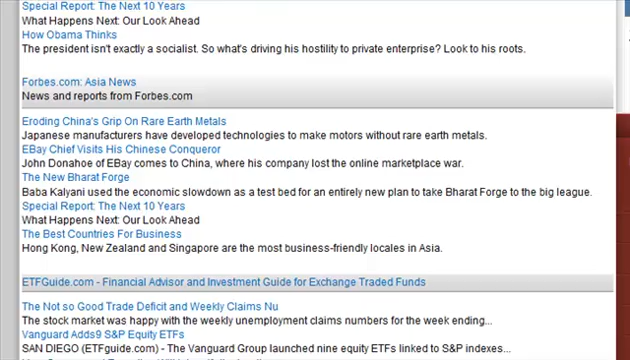 Special Report: The Next 10 Years
What Happens Next: Our Look Ahead
How Obama Thinks
The president isn't exactly a socialist. So what's driving his hostility to private enterprise? Look to his roots.
Forbes.com: Asia News
News and reports from Forbes.com
Eroding China's Grip On Rare Earth Metals
Japanese manufacturers have developed technologies to make motors without rare earth metals.
EBay Chief Visits His Chinese Conqueror
John Donahoe of EBay comes to China, where his company lost the online marketplace war.
The New Bharat Forge
Baba Kalyani used the economic slowdown as a test bed for an entirely new plan to take Bharat Forge to the big league.
Special Report: The Next 10 Years
What Happens Next: Our Look Ahead
The Best Countries For Business
Hong Kong, New Zealand and Singapore are the most business-friendly locales in Asia.
ETFGuide.com - Financial Advisor and Investment Guide for Exchange Traded Funds
The Not so Good Trade Deficit and Weekly Claims Nu
The stock market was happy with the weekly unemployment claims numbers for the week ending...
Vanguard Adds9 S&P Equity ETFs
SAN DIEGO (ETFguide.com) - The Vanguard Group launched nine equity ETFs linked to S&P indexes...